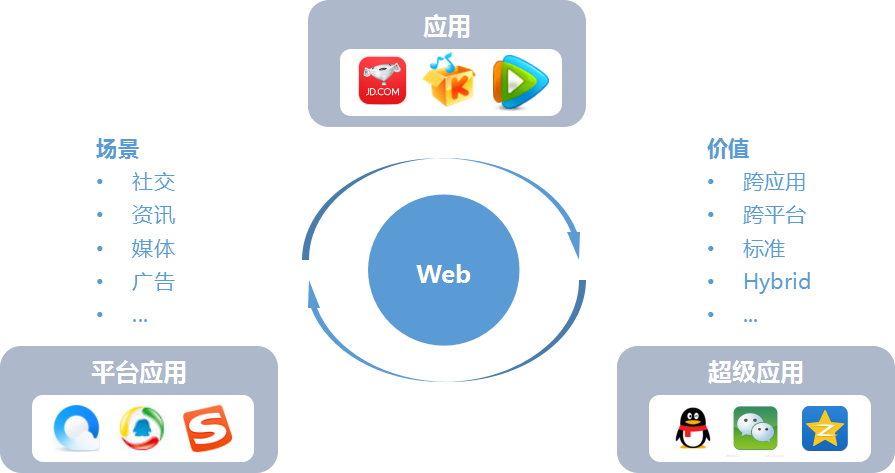 应用
JD.COM
K
场景
• 社交
• 资讯
• 媒体
• 广告
• ...
Web
价值
• 跨应用
• 跨平台
• 标准
• Hybrid
• ...
平台应用
S
超级应用
Z